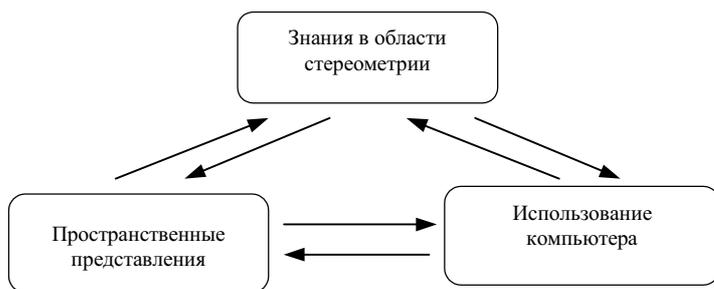 Знания в области
стереометрии
Пространственные
представления
Использование
компьютера